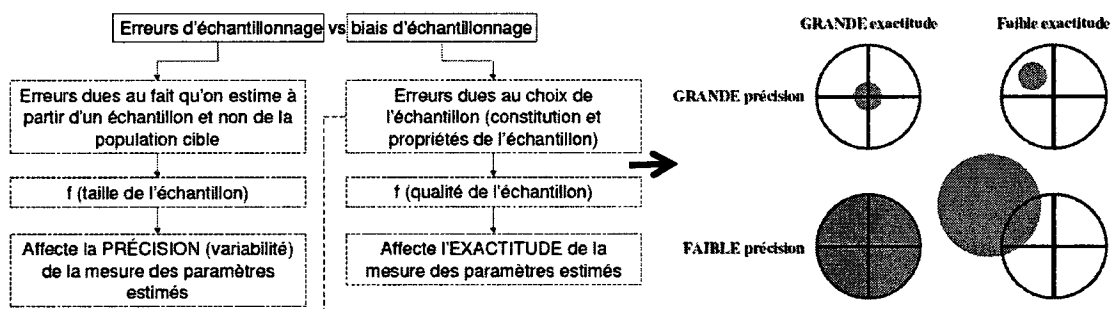 Erreurs d'échantillonnage vs biais d'échantillonnage
Erreurs dues au fait qu'on estime à
partir d'un échantillon et non de la
population cible
f (taille de l'échantillon)
Affecte la PRÉCISION (variabilité)
de la mesure des paramètres
estimés
Erreurs dues au choix de
l'échantillon (constitution et
propriétés de l'échantillon)
f (qualité de l'échantillon)
Affecte l'EXACTITUDE de la
mesure des paramètres estimés
GRANDE exactitude
Faible exactitude
GRANDE précision
FAIBLE précision